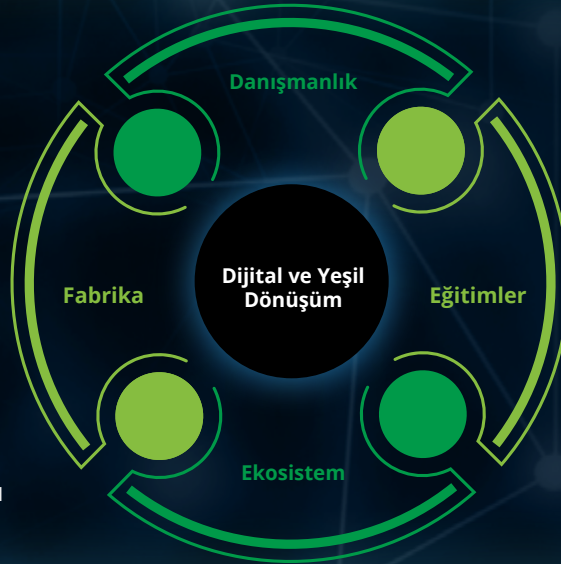 Danışmanlık
Fabrika
Dijital ve Yeşil
Dönüşüm
Eğitimler
Ekosistem